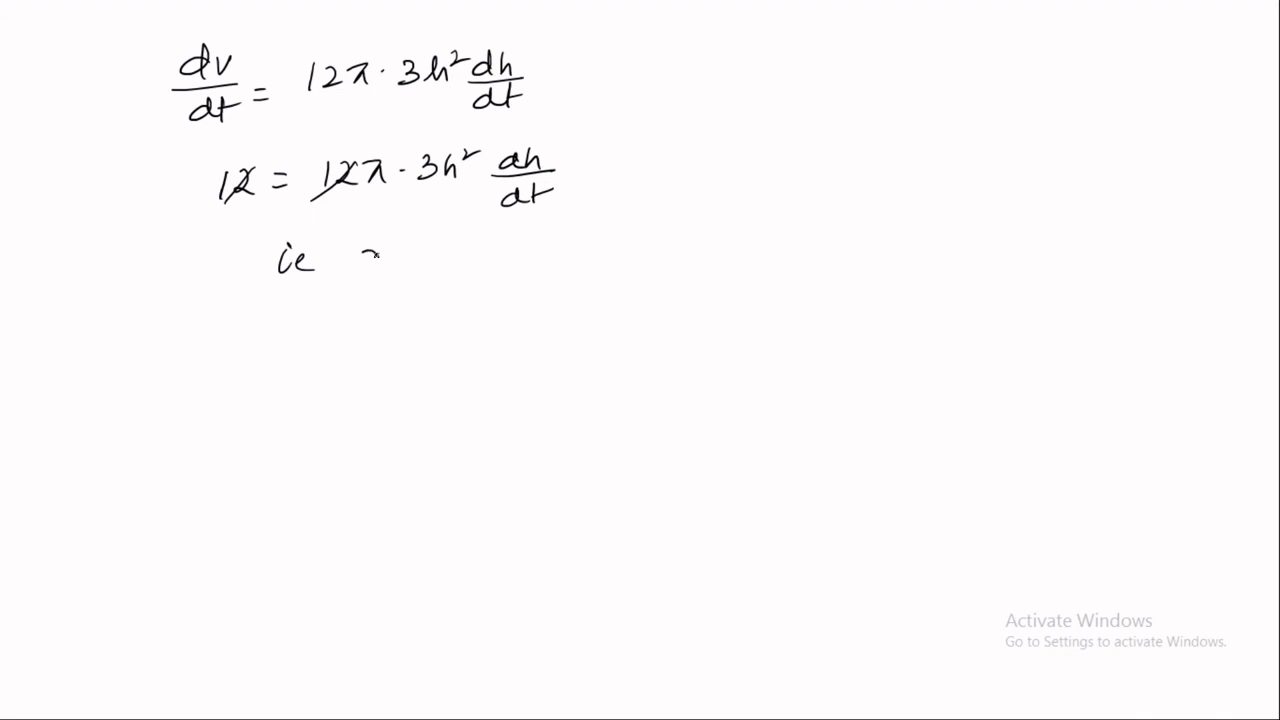 dv/dt = 12π · 3h² dh/dt
12 = 12π · 3h² dh/dt
ie
Activate Windows
Go to Settings to activate Windows.